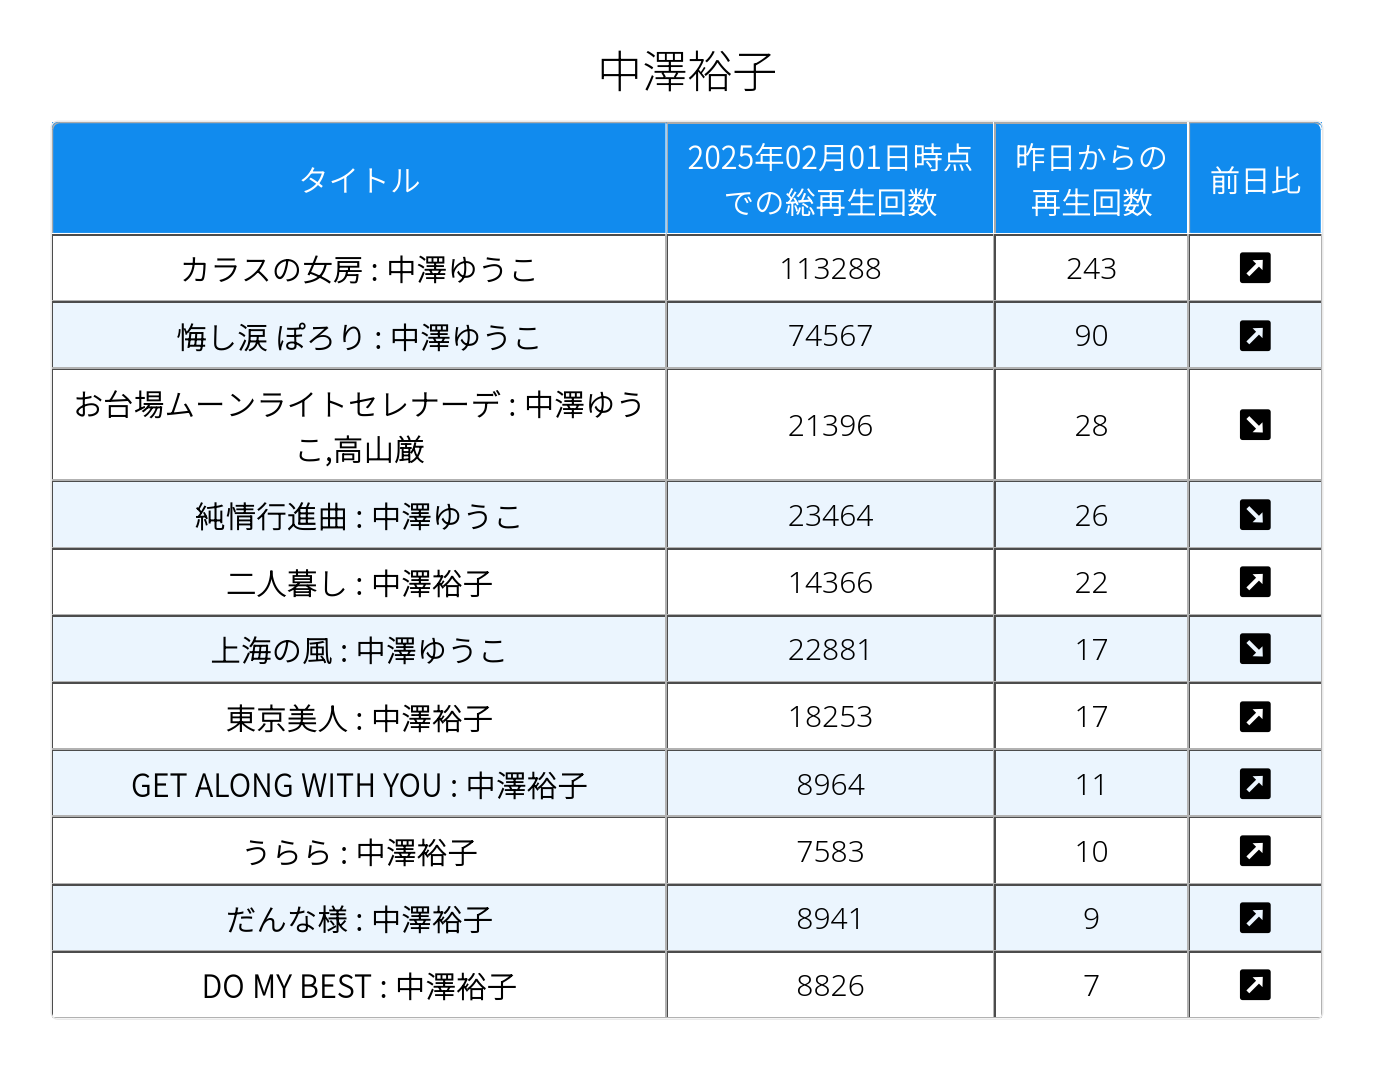 中澤裕子
タイトル
2025年02月01日時点
での総再生回数
昨日からの
再生回数
前日比
カラスの女房 : 中澤ゆうこ 113288 243 ↗
悔し涙 ぽろり : 中澤ゆうこ 74567 90 ↗
お台場ムーンライトセレナーデ : 中澤ゆう
こ,高山厳 21396 28 ↘
純情行進曲 : 中澤ゆうこ 23464 26 ↘
二人暮し : 中澤裕子 14366 22 ↗
上海の風 : 中澤ゆうこ 22881 17 ↘
東京美人 : 中澤裕子 18253 17 ↗
GET ALONG WITH YOU : 中澤裕子 8964 11 ↗
うらら : 中澤裕子 7583 10 ↗
だんな様 : 中澤裕子 8941 9 ↗
DO MY BEST : 中澤裕子 8826 7 ↗